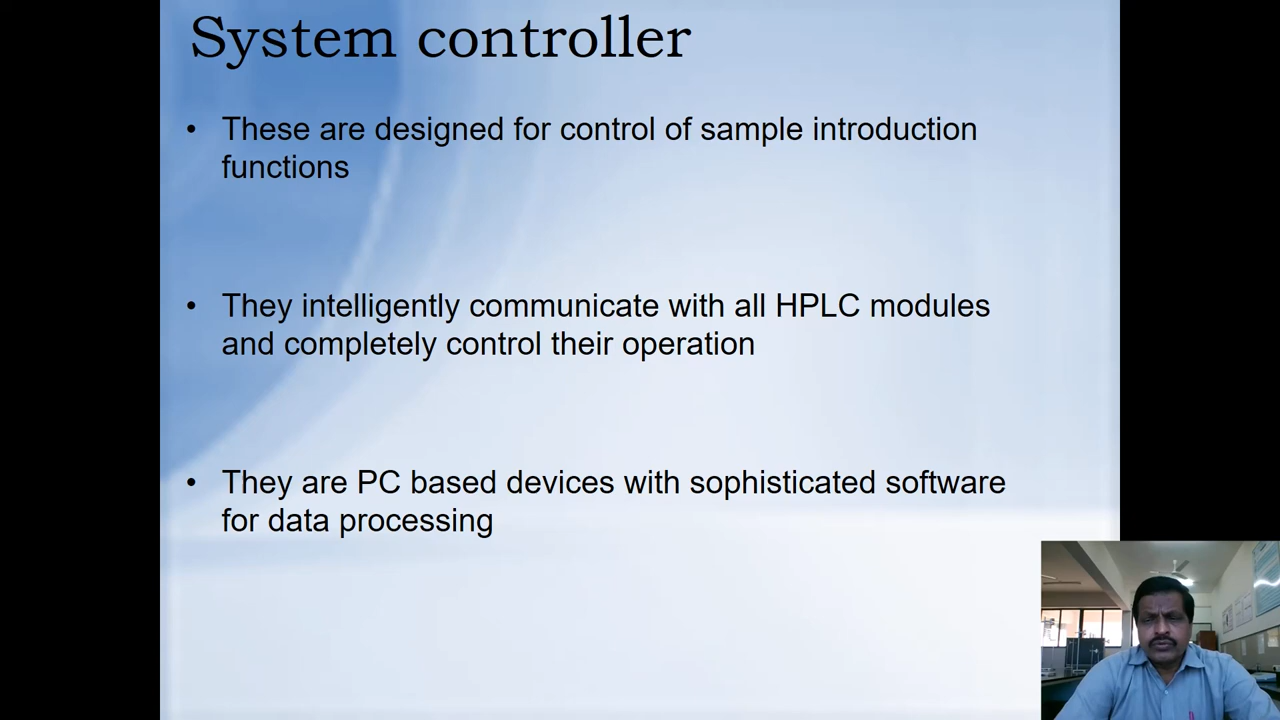 System controller
• These are designed for control of sample introduction
functions
• They intelligently communicate with all HPLC modules
and completely control their operation
• They are PC based devices with sophisticated software
for data processing